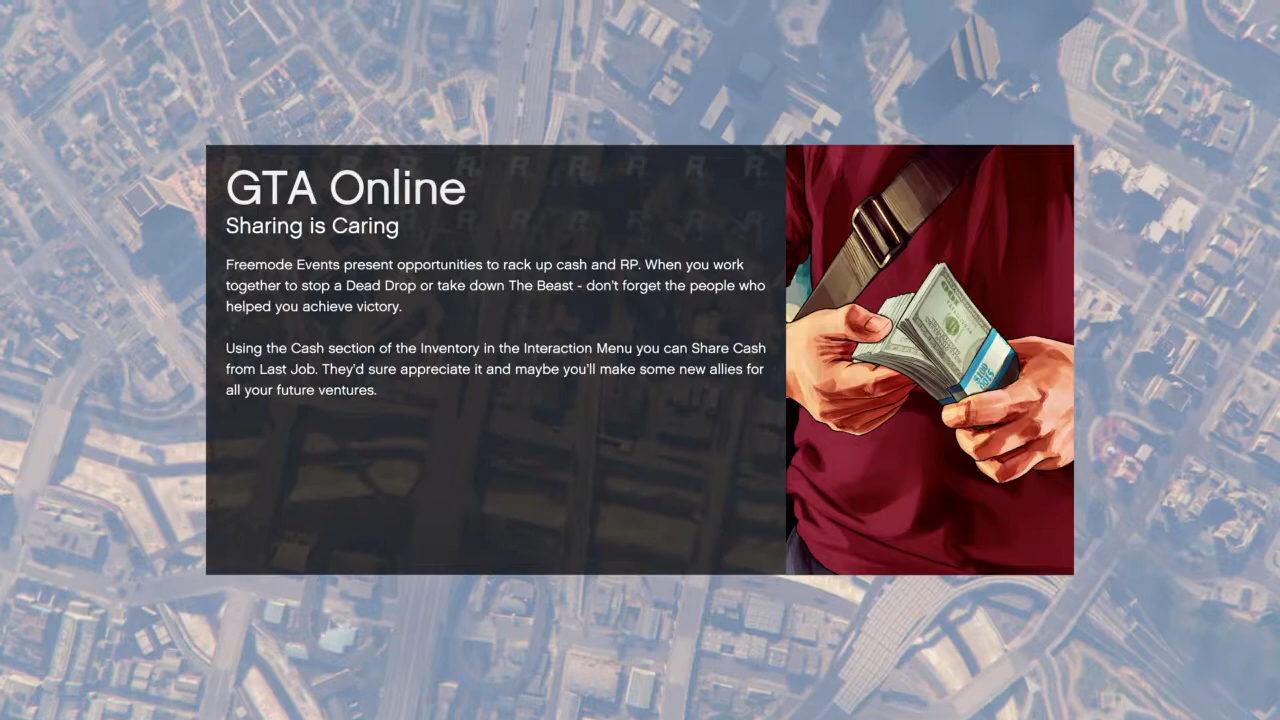 GTA Online
Sharing is Caring
Freemode Events present opportunities to rack up cash and RP. When you work
together to stop a Dead Drop or take down The Beast - don't forget the people who
helped you achieve victory.
Using the Cash section of the Inventory in the Interaction Menu you can Share Cash
from Last Job. They'd sure appreciate it and maybe you'll make some new allies for
all your future ventures.